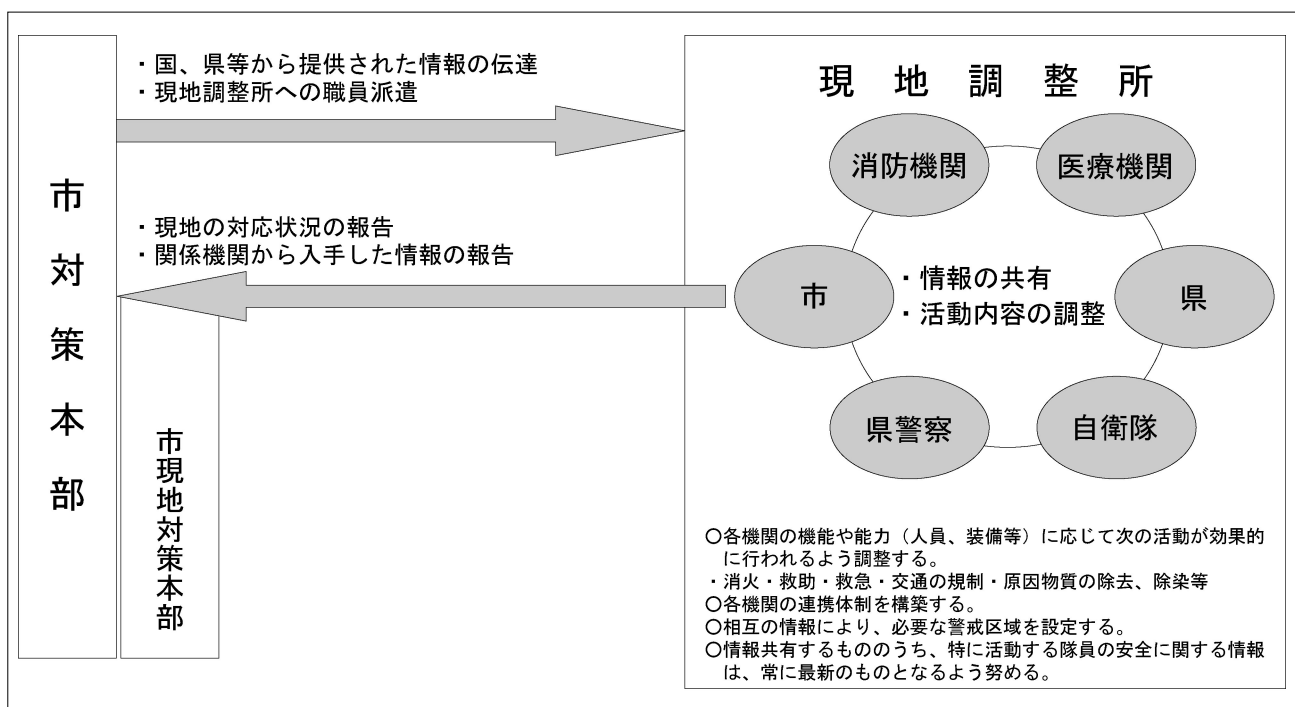 市対策本部
市現地対策本部
・国、県等から提供された情報の伝達
・現地調整所への職員派遣
・現地の対応状況の報告
・関係機関から入手した情報の報告
現地調整所
消防機関
医療機関
市
・情報の共有
・活動内容の調整
県
県警察
自衛隊
〇各機関の機能や能力（人員、装備等）に応じて次の活動が効果的
に行われるよう調整する。
・消火・救助・救急・交通の規制・原因物質の除去、除染等
〇各機関の連携体制を構築する。
〇相互の情報により、必要な警戒区域を設定する。
〇情報共有するもののうち、特に活動する隊員の安全に関する情報
は、常に最新のものとなるよう努める。